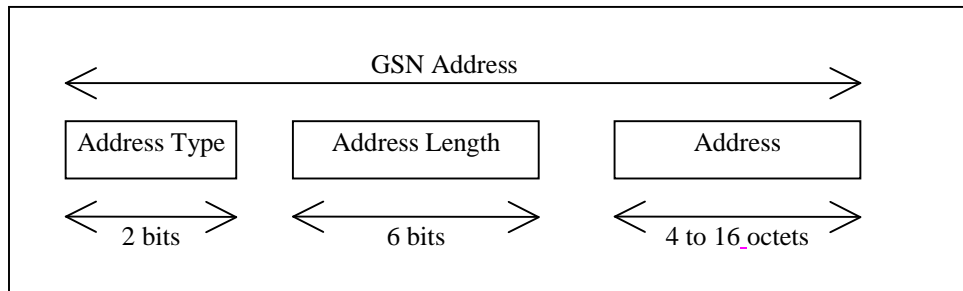 GSN Address
Address Type
Address Length
Address
2 bits
6 bits
4 to 16 octets